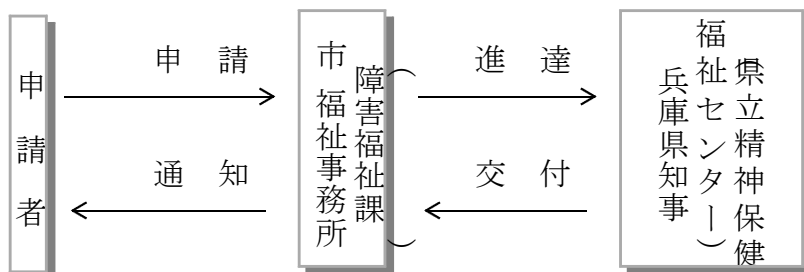 申請者
申 請
通 知
市 福祉事務所
（障害福祉課）
進 達
交 付
兵庫県知事
（県立精神保健
福祉センター）